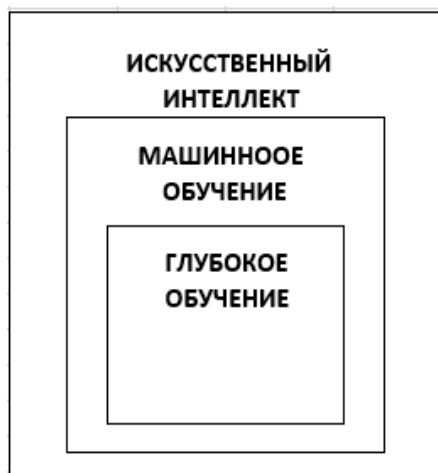 ИСКУССТВЕННЫЙ
ИНТЕЛЛЕКТ
МАШИННООЕ
ОБУЧЕНИЕ
ГЛУБОКОЕ
ОБУЧЕНИЕ